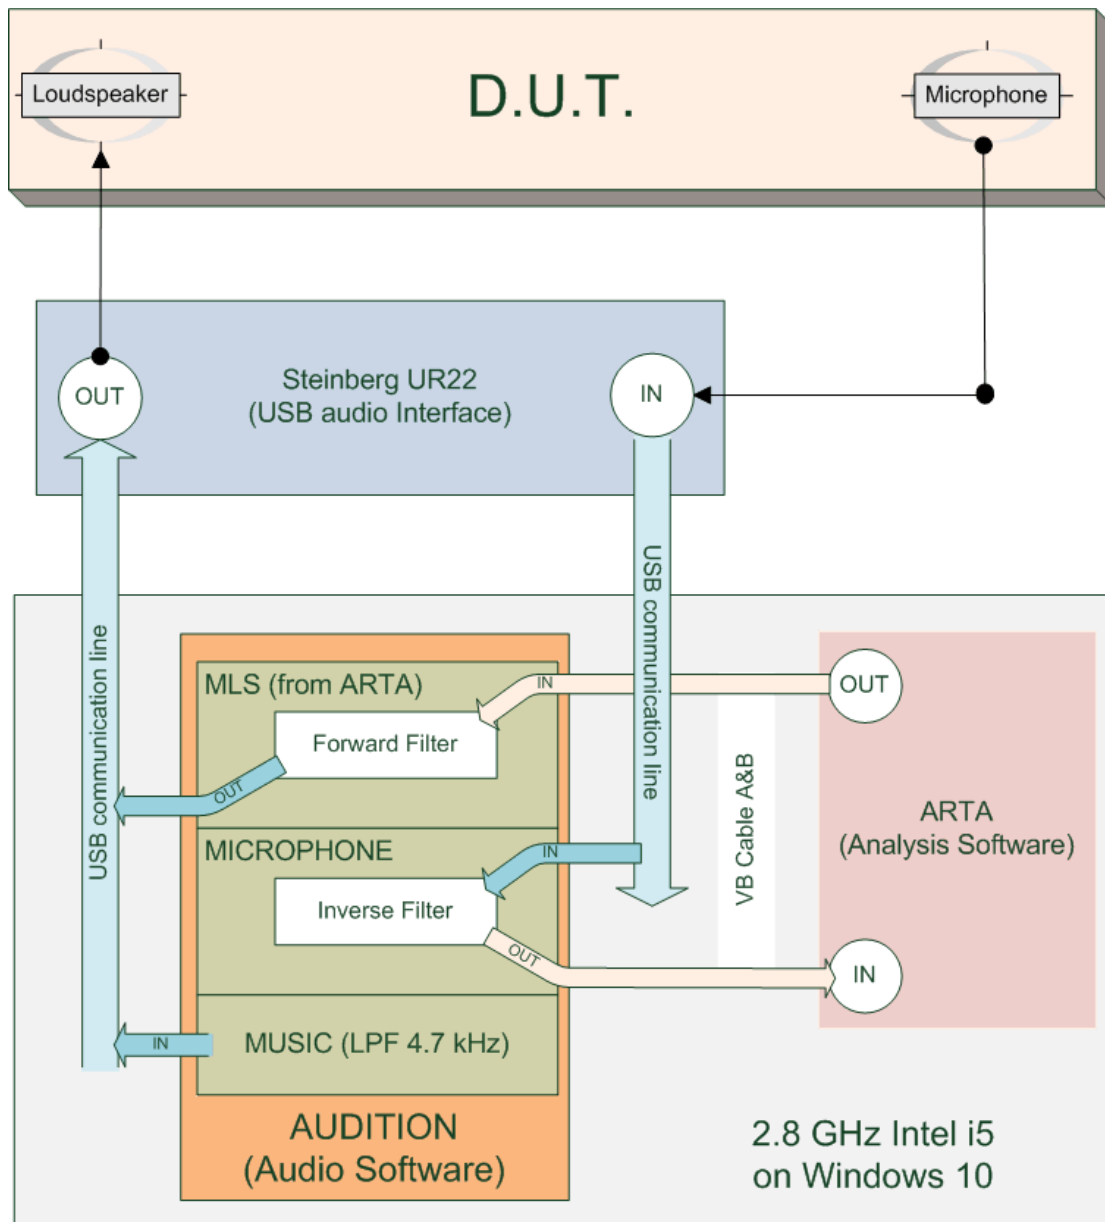 Loudspeaker
D.U.T.
Microphone
OUT
Steinberg UR22
(USB audio Interface)
IN
USB communication line
USB communication line
MLS (from ARTA)
IN
OUT
Forward Filter
OUT
VB Cable A&B
ARTA
(Analysis Software)
MICROPHONE
IN
Inverse Filter
OUT
IN
IN
MUSIC (LPF 4.7 kHz)
AUDITION
(Audio Software)
2.8 GHz Intel i5
on Windows 10